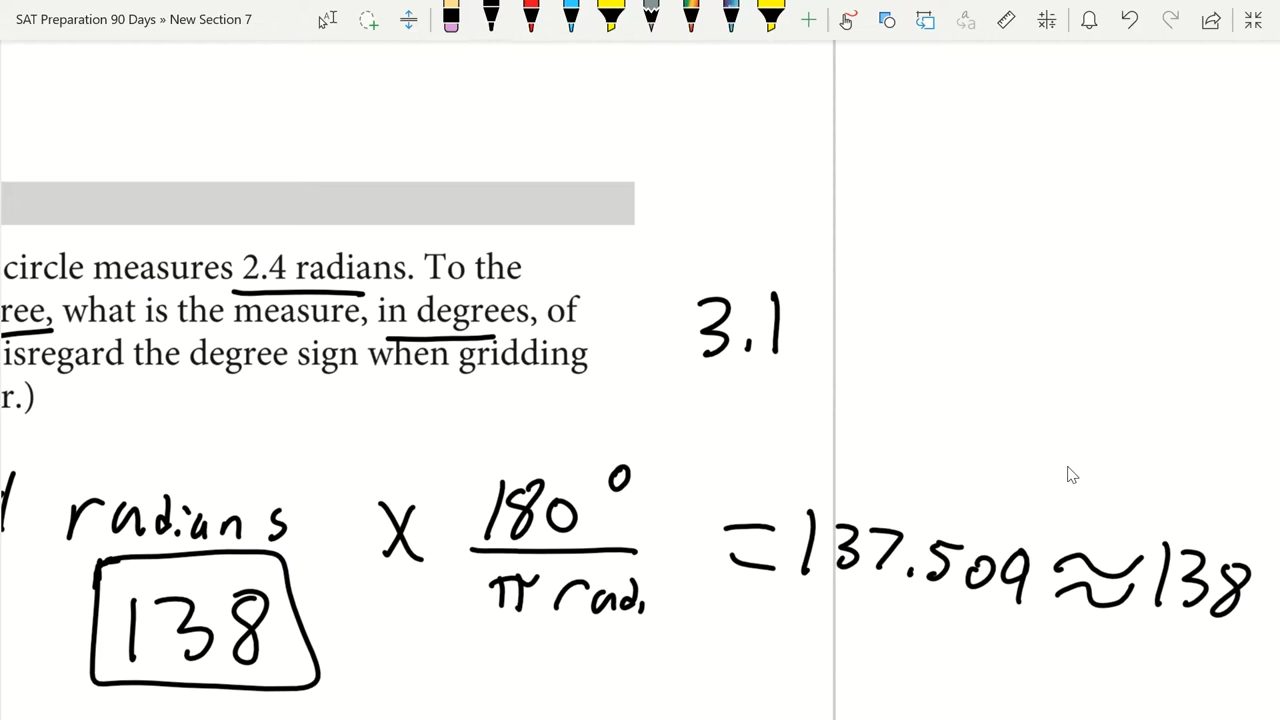 SAT Preparation 90 Days » New Section 7
circle measures 2.4 radians. To the
ree, what is the measure, in degrees, of
isregard the degree sign when gridding
r.)
3.1
radians X 180° / π rad. = 137.509 ≈ 138
138